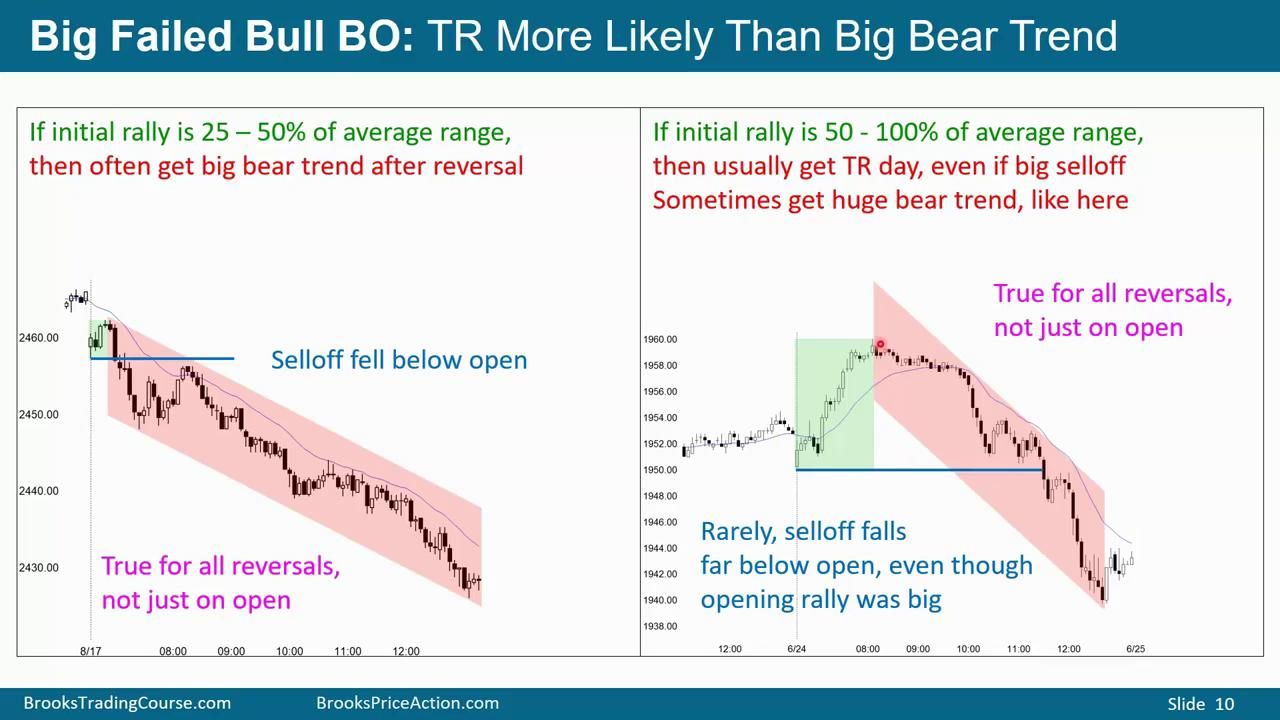 Big Failed Bull BO: TR More Likely Than Big Bear Trend
If initial rally is 25 – 50% of average range,
then often get big bear trend after reversal
2460.00
2450.00
2440.00
2430.00
Selloff fell below open
True for all reversals,
not just on open
8/17
08:00
09:00
10:00
11:00
12:00
If initial rally is 50 - 100% of average range,
then usually get TR day, even if big selloff
Sometimes get huge bear trend, like here
True for all reversals,
not just on open
1960.00
1958.00
1956.00
1954.00
1952.00
1950.00
1948.00
1946.00
1944.00
1942.00
1940.00
1938.00
Rarely, selloff falls
far below open, even though
opening rally was big
12:00
6/24
08:00
09:00
10:00
11:00
12:00
6/25
BrooksTradingCourse.com
BrooksPriceAction.com
Slide 10